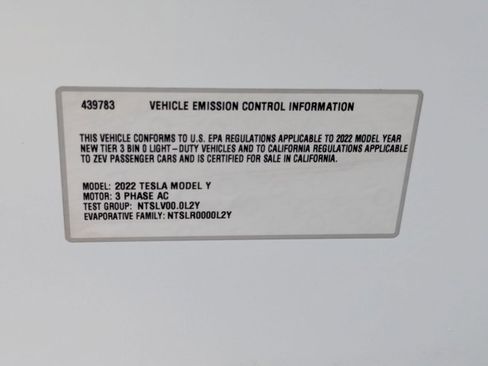 439783 VEHICLE EMISSION CONTROL INFORMATION
THIS VEHICLE CONFORMS TO U.S. EPA REGULATIONS APPLICABLE TO 2022 MODEL YEAR
NEW TIER 3 BIN 0 LIGHT-DUTY VEHICLES AND TO CALIFORNIA REGULATIONS APPLICABLE
TO ZEV PASSENGER CARS AND IS CERTIFIED FOR SALE IN CALIFORNIA.
MODEL: 2022 TESLA MODEL Y
MOTOR: 3 PHASE AC
TEST GROUP: NTSLV00.0L2Y
EVAPORATIVE FAMILY: NTSLR0000L2Y